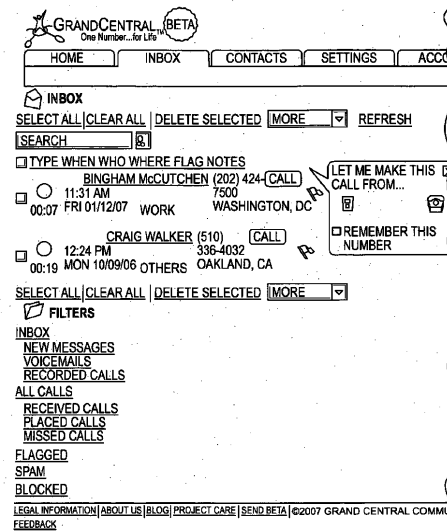 GRANDCENTRAL BETA
One Number...for Life™
HOME INBOX CONTACTS SETTINGS
INBOX
SELECT ALL|CLEAR ALL | DELETE SELECTED MORE REFRESH
SEARCH
TYPE WHEN WHO WHERE FLAG NOTES
BINGHAM McCUTCHEN (202) 424- CALL
11:31 AM 7500
00:07 FRI 01/12/07 WORK WASHINGTON, DC
LET ME MAKE THIS
CALL FROM...
REMEMBER THIS
NUMBER
CRAIG WALKER (510) CALL
12:24 PM 336-4032
00:19 MON 10/09/06 OTHERS OAKLAND, CA
SELECT ALL|CLEAR ALL | DELETE SELECTED MORE
FILTERS
INBOX
NEW MESSAGES
VOICEMAILS
RECORDED CALLS
ALL CALLS
RECEIVED CALLS
PLACED CALLS
MISSED CALLS
FLAGGED
SPAM
BLOCKED
LEGAL INFORMATION|ABOUT US|BLOG|PROJECT CARE|SEND BETA|©2007 GRAND CENTRAL COMM
FEEDBACK